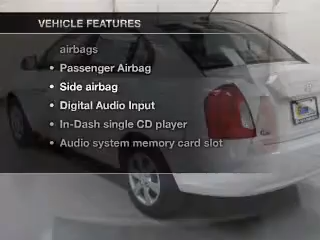 VEHICLE FEATURES
airbags
• Passenger Airbag
• Side airbag
• Digital Audio Input
• In-Dash single CD player
• Audio system memory card slot